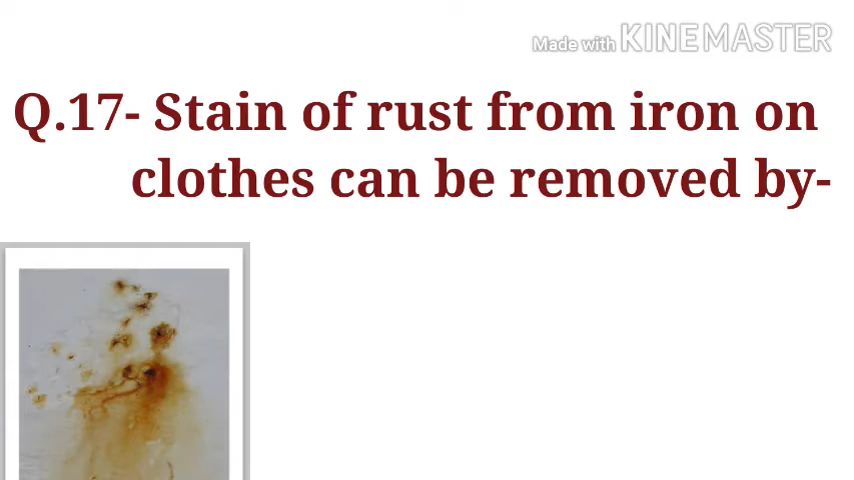 Made with KINEMASTER
Q.17- Stain of rust from iron on
clothes can be removed by-